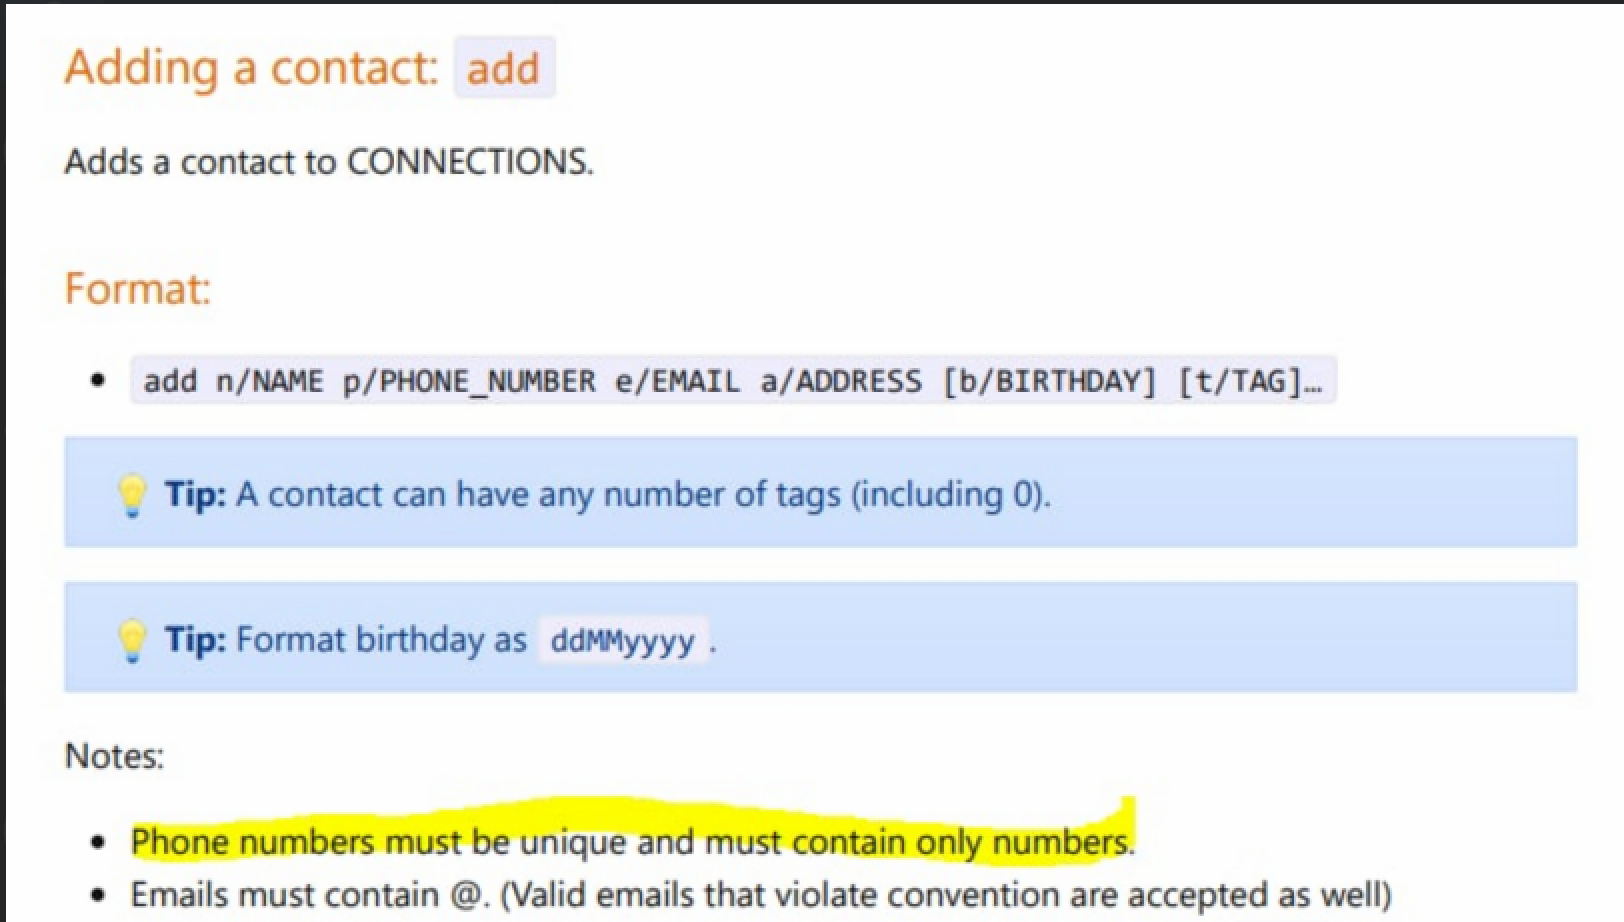 Adding a contact: add
Adds a contact to CONNECTIONS.
Format:
• add n/NAME p/PHONE_NUMBER e/EMAIL a/ADDRESS [b/BIRTHDAY] [t/TAG]…
💡 Tip: A contact can have any number of tags (including 0).
💡 Tip: Format birthday as ddMMyyyy .
Notes:
• Phone numbers must be unique and must contain only numbers.
• Emails must contain @. (Valid emails that violate convention are accepted as well)